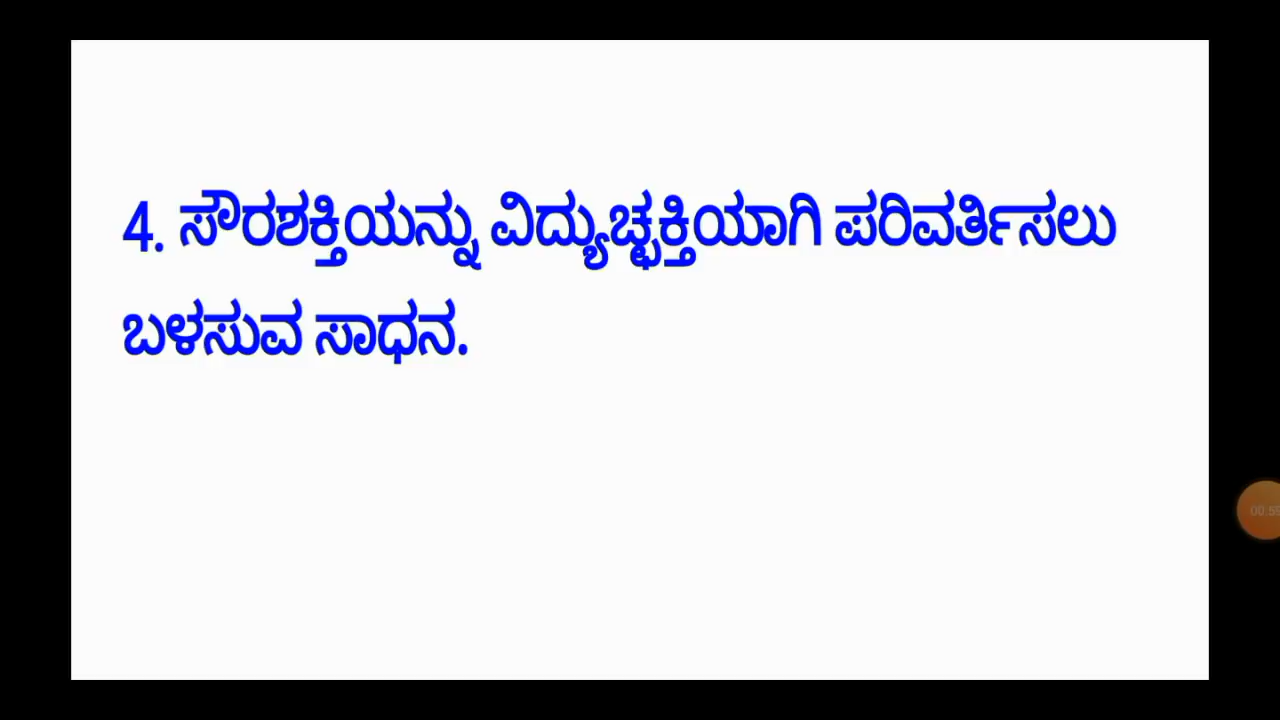 4. ಸೌರಶಕ್ತಿಯನ್ನು ವಿದ್ಯುಚ್ಛಕ್ತಿಯಾಗಿ ಪರಿವರ್ತಿಸಲು
ಬಳಸುವ ಸಾಧನ.